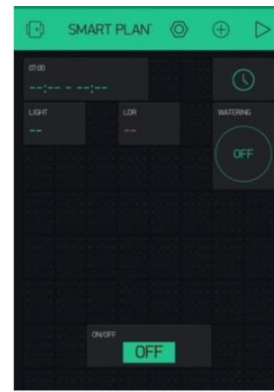 SMART PLAN
07:00
--:-- - --:--
LIGHT
LDR
WATERING
--
--
OFF
ON/OFF
OFF